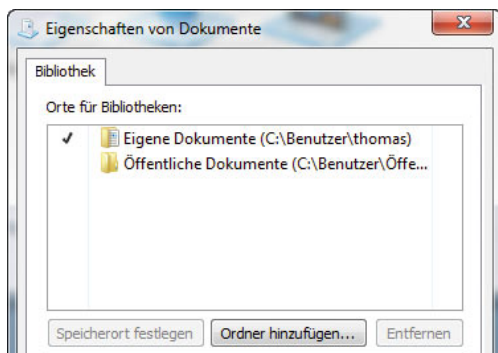 Eigenschaften von Dokumente
Bibliothek
Orte für Bibliotheken:
Eigene Dokumente (C:\Benutzer\thomas)
Öffentliche Dokumente (C:\Benutzer\Öffe...
Speicherort festlegen Ordner hinzufügen... Entfernen